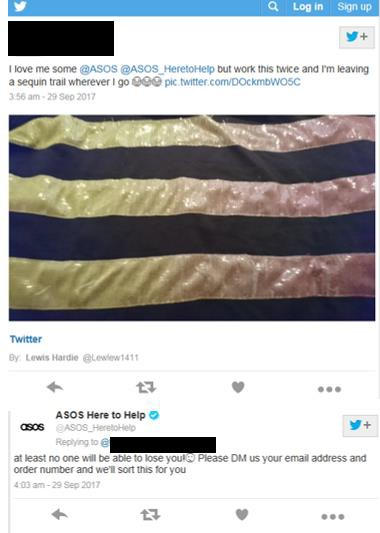 Log in Sign up
I love me some @ASOS @ASOS_HeretoHelp but work this twice and I'm leaving
a sequin trail wherever I go 😂😂😂 pic.twitter.com/DOckmbWO5C
3:56 am - 29 Sep 2017
Twitter
By: Lewis Hardie @Lewlew1411
asos
ASOS Here to Help
@ASOS_HeretoHelp
Replying to @
at least no one will be able to lose you!😉 Please DM us your email address and
order number and we'll sort this for you
4:03 am - 29 Sep 2017